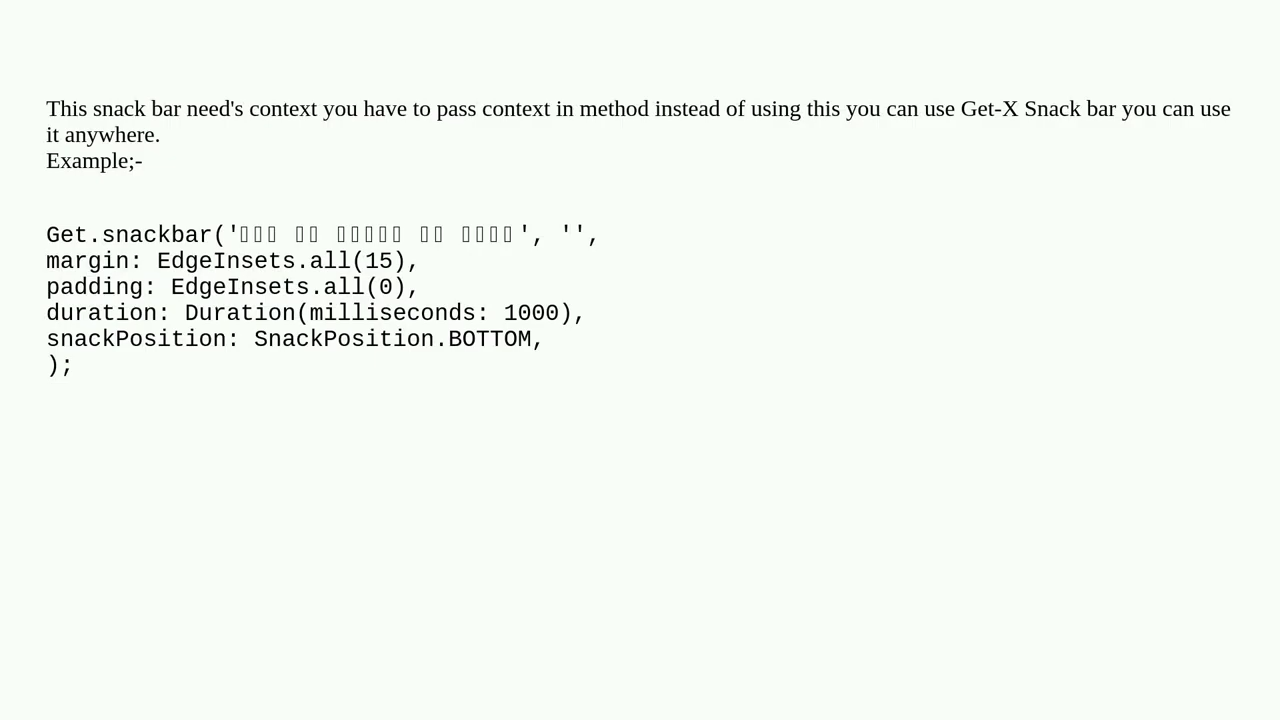 This snack bar need's context you have to pass context in method instead of using this you can use Get-X Snack bar you can use
it anywhere.
Example;-
Get.snackbar('', '',
margin: EdgeInsets.all(15),
padding: EdgeInsets.all(0),
duration: Duration(milliseconds: 1000),
snackPosition: SnackPosition.BOTTOM,
);